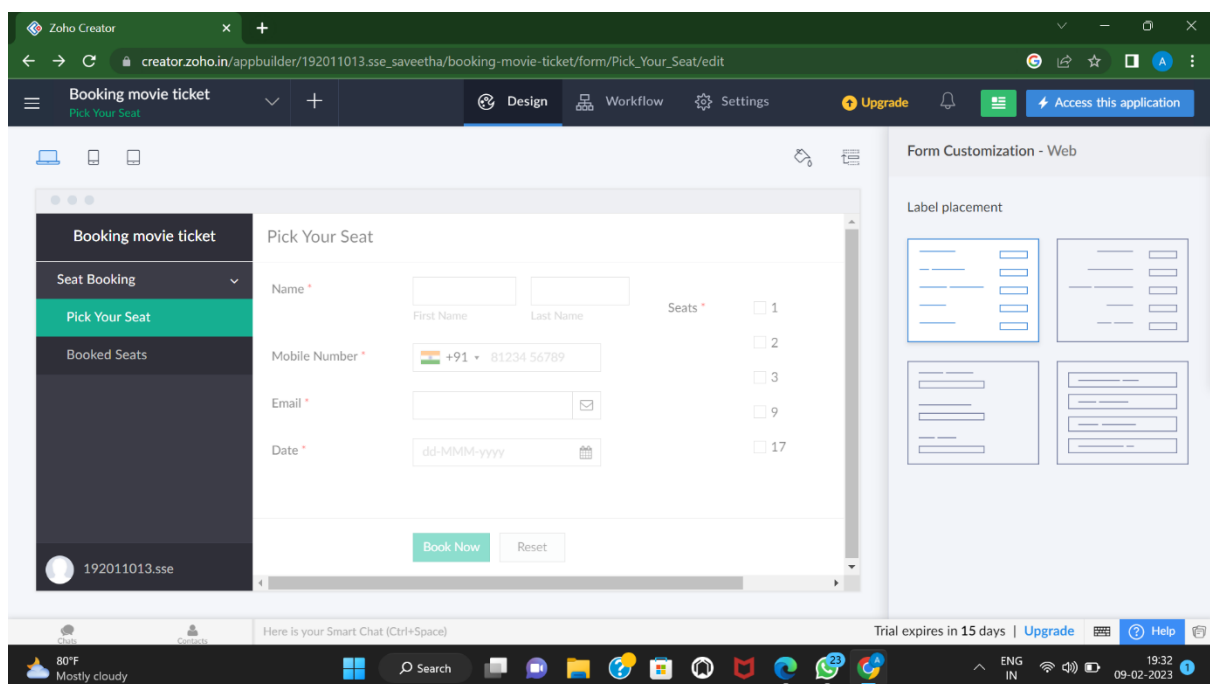 Zoho Creator
creator.zoho.in/appbuilder/192011013.sse_saveetha/booking-movie-ticket/form/Pick_Your_Seat/edit
A
Booking movie ticket
Pick Your Seat
Design
Workflow
Settings
Upgrade
Access this application
Form Customization - Web
Label placement
Booking movie ticket
Seat Booking
Pick Your Seat
Booked Seats
192011013.sse
Pick Your Seat
Name *
First Name
Last Name
Mobile Number *
+91
81234 56789
Email *
Date *
dd-MMM-yyyy
Seats *
1
2
3
9
17
Book Now
Reset
Chats
Contacts
Here is your Smart Chat (Ctrl+Space)
Trial expires in 15 days | Upgrade
Help
80°F
Mostly cloudy
Search
23
A
ENG
IN
19:32
09-02-2023
1